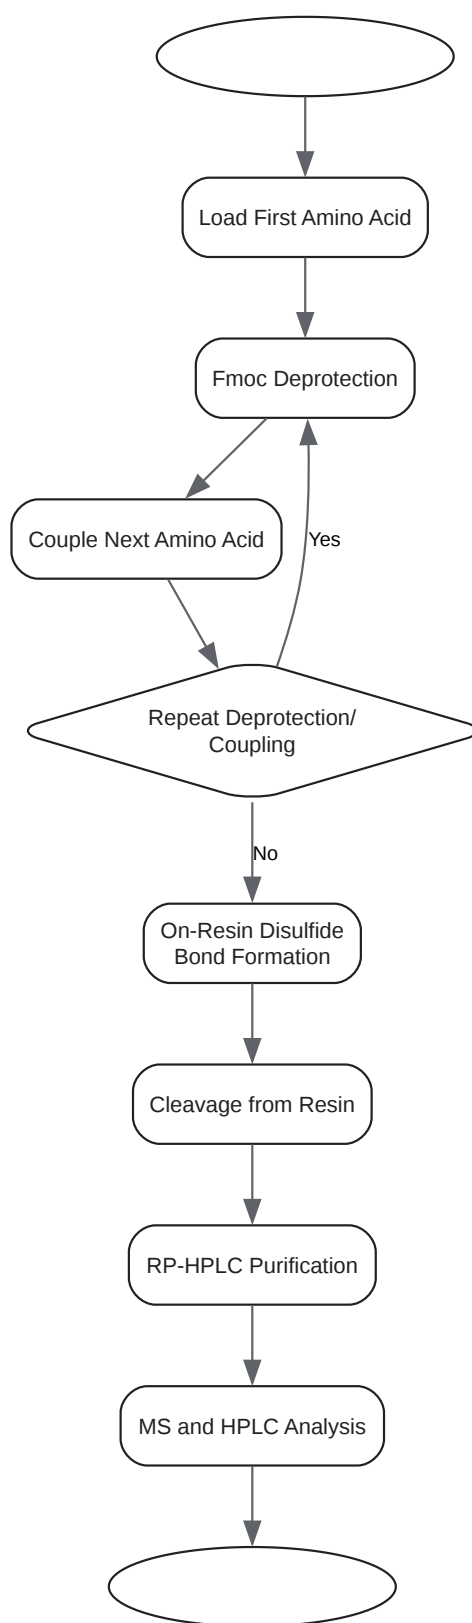 Load First Amino Acid
Fmoc Deprotection
Couple Next Amino Acid
Yes
Repeat Deprotection/
Coupling
No
On-Resin Disulfide
Bond Formation
Cleavage from Resin
RP-HPLC Purification
MS and HPLC Analysis